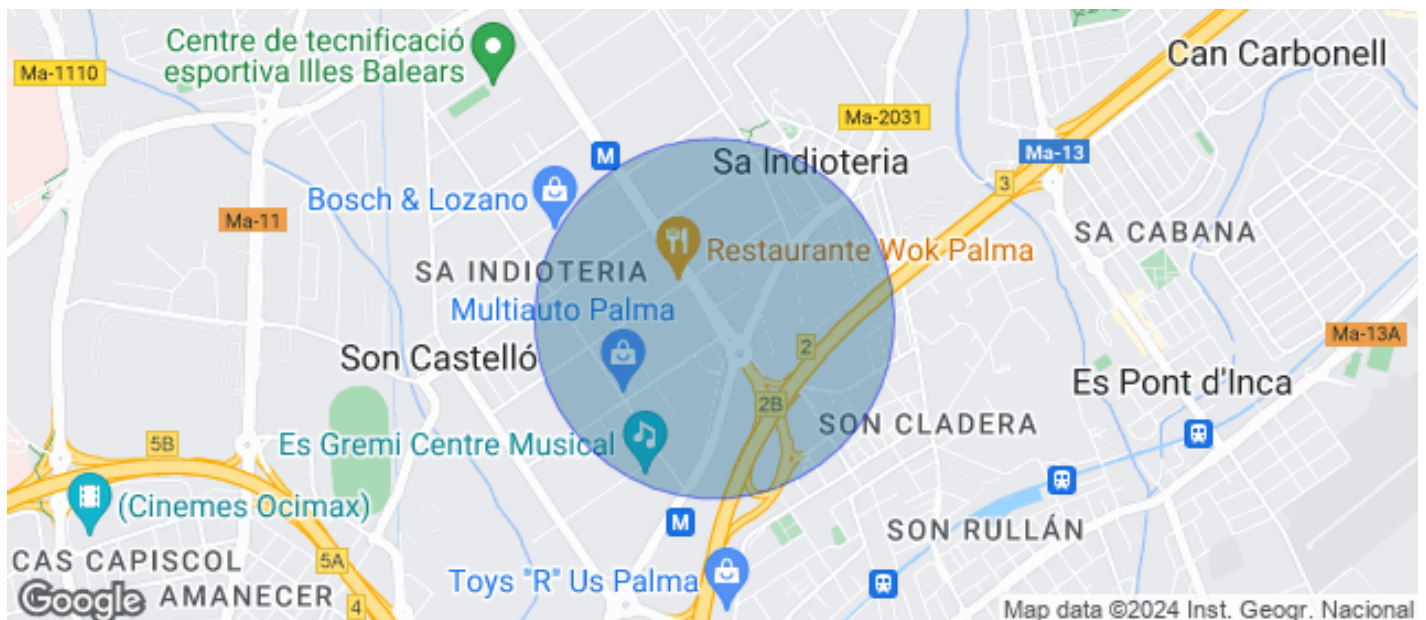 Centre de tecnificació
esportiva Illes Balears
Can Carbonell
Ma-1110
Ma-2031
Ma-13
Sa Indioteria
3
Bosch & Lozano
Ma-11
SA CABANA
Restaurante Wok Palma
SA INDIOTERIA
Multiauto Palma
M
Ma-13A
2
Son Castelló
Es Pont d'Inca
2B
SON CLADERA
5B
Es Gremi Centre Musical
(Cinemes Ocimax)
M
SON RULLÁN
CAS CAPISCOL
5A
Toys "R" Us Palma
Google
AMANECER
4
Map data ©2024 Inst. Geogr. Nacional